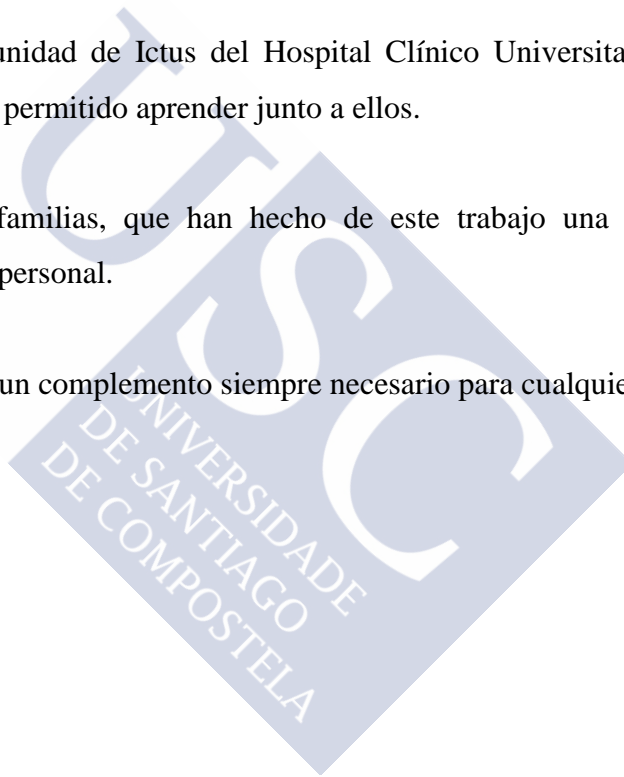 unidad de Ictus del Hospital Clínico Universita
permitido aprender junto a ellos.
familias, que han hecho de este trabajo una
personal.
un complemento siempre necesario para cualquie
USC
UNIVERSIDADE
DE SANTIAGO
DE COMPOSTELA